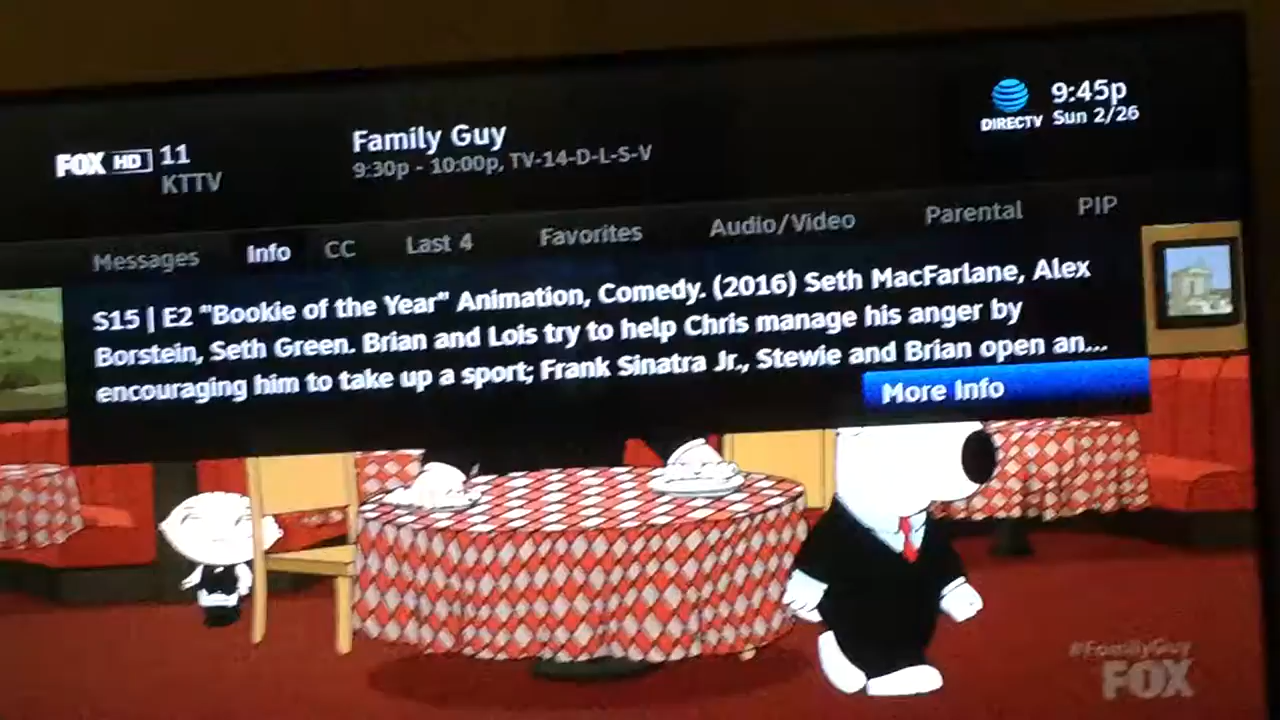 FOX HD 11
KTTV
Family Guy
9:30p - 10:00p, TV-14-D-L-S-V
DIRECTV
9:45p
Sun 2/26
Messages Info CC Last 4 Favorites Audio/Video Parental PIP
S15 | E2 "Bookie of the Year" Animation, Comedy. (2016) Seth MacFarlane, Alex
Borstein, Seth Green. Brian and Lois try to help Chris manage his anger by
encouraging him to take up a sport; Frank Sinatra Jr., Stewie and Brian open an...
More Info
#FamilyGuy
FOX